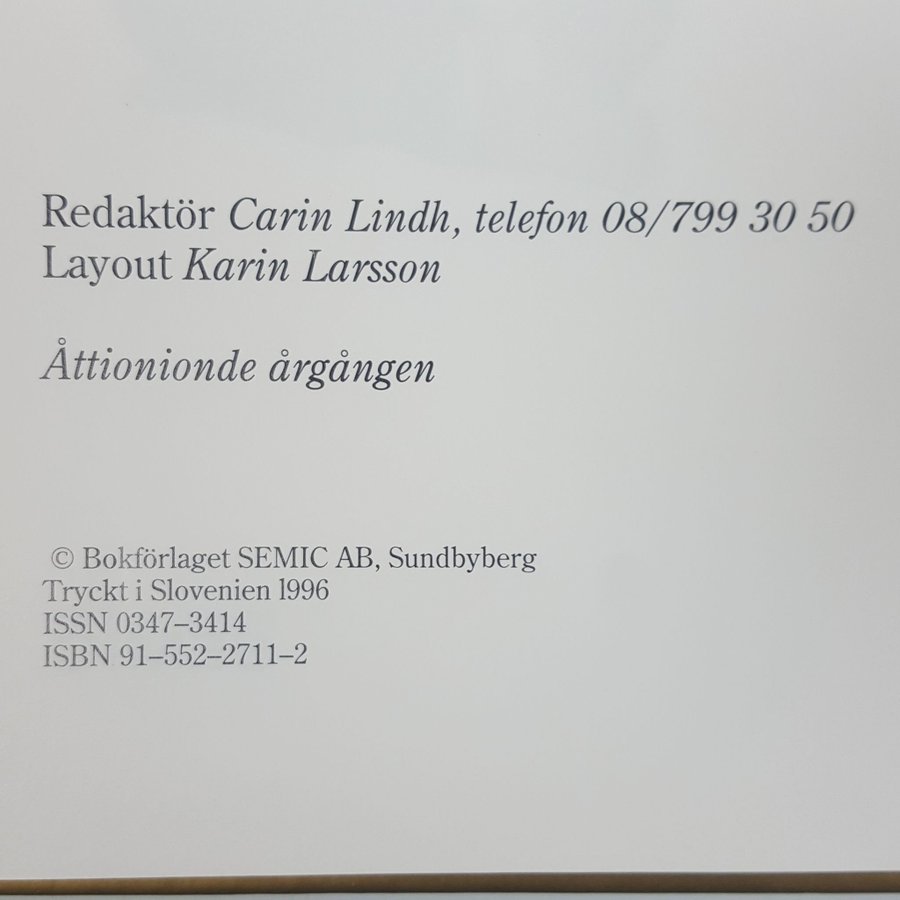 Redaktör Carin Lindh, telefon 08/799 30 50
Layout Karin Larsson
Åttionionde årgången
© Bokförlaget SEMIC AB, Sundbyberg
Tryckt i Slovenien 1996
ISSN 0347–3414
ISBN 91–552–2711–2